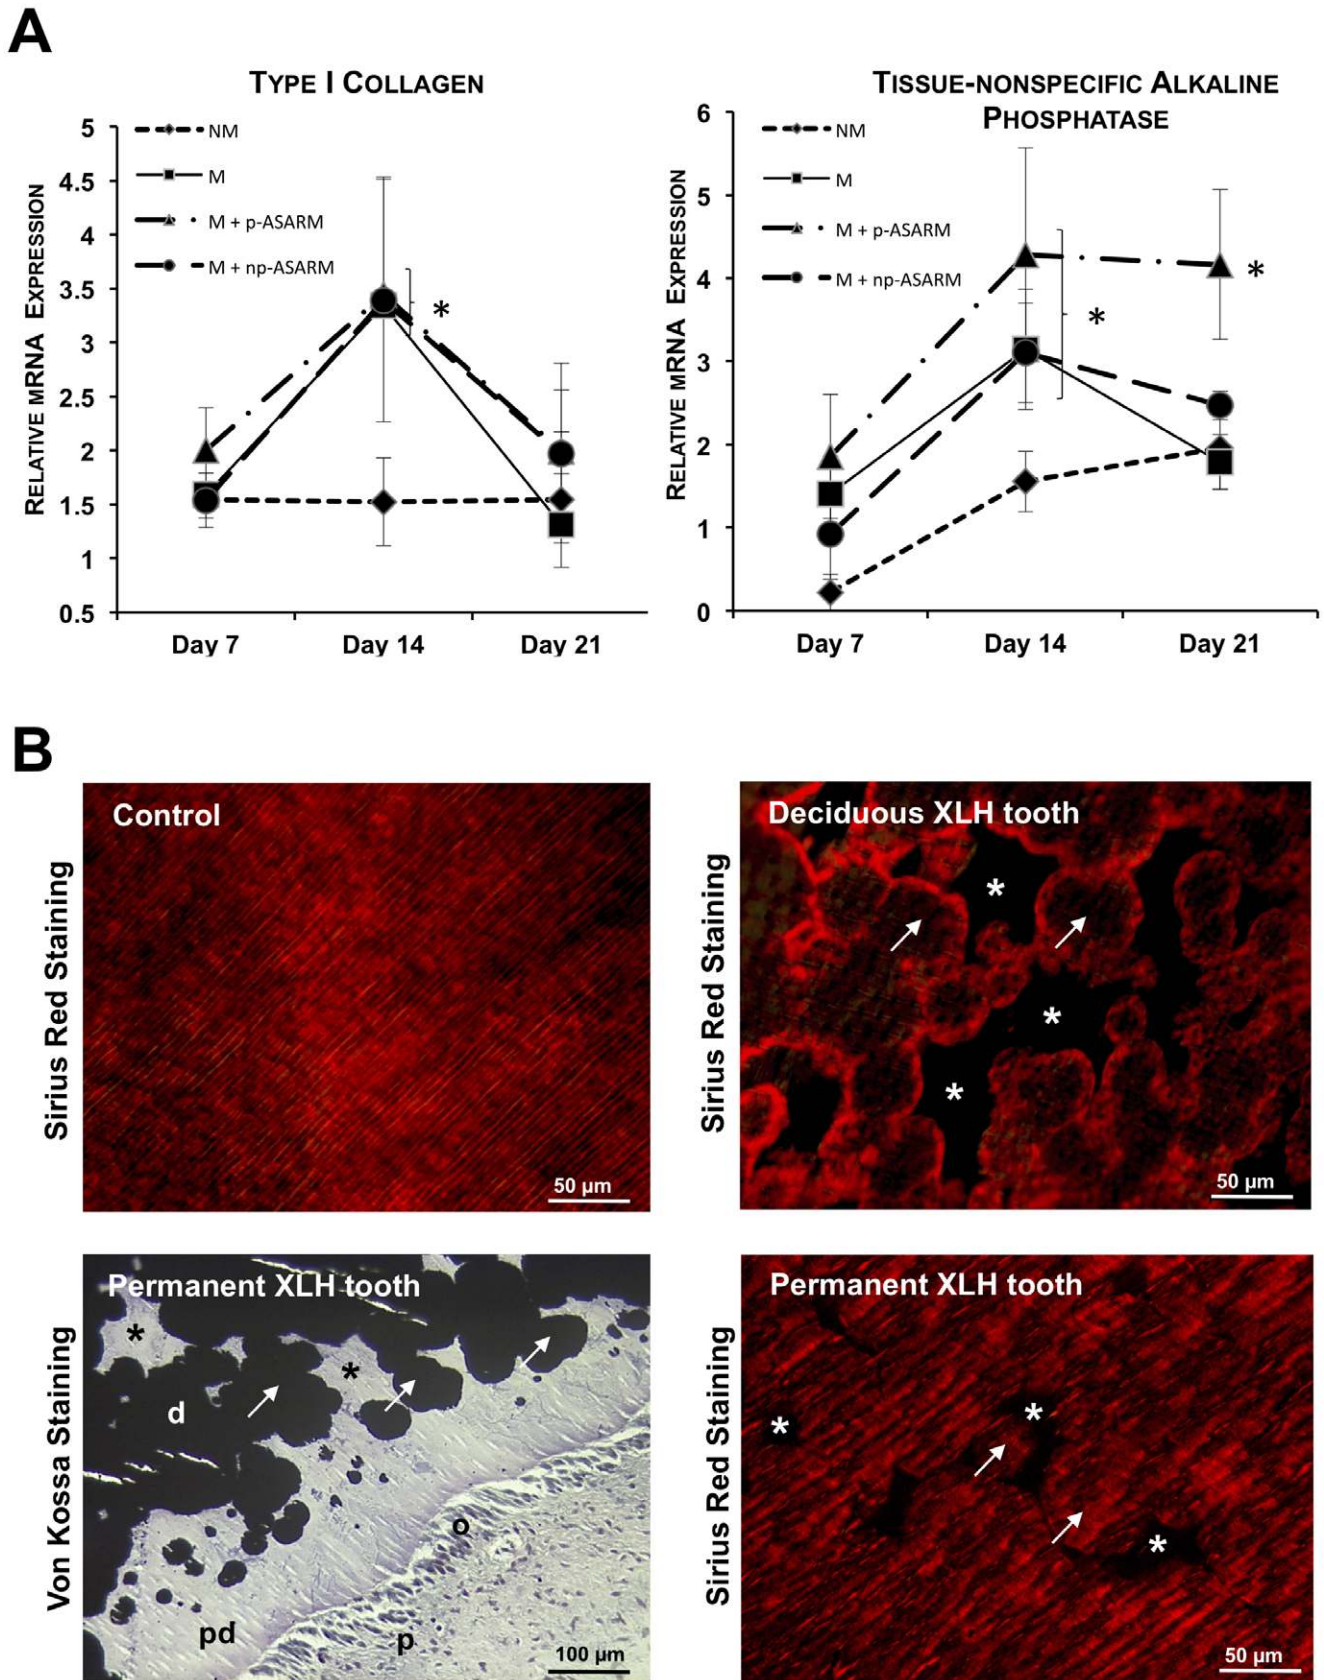 A
TYPE I COLLAGEN
RELATIVE MRNA EXPRESSION
5
4.5
4
3.5
3
2.5
2
1.5
1
0.5
NM
M
M + p-ASARM
M + np-ASARM
*
Day 7
Day 14
Day 21
TISSUE-NONSPECIFIC ALKALINE
PHOSPHATASE
RELATIVE MRNA EXPRESSION
6
5
4
3
2
1
0
NM
M
M + p-ASARM
M + np-ASARM
*
*
Day 7
Day 14
Day 21
B
Sirius Red Staining
Control
50 µm
Sirius Red Staining
Deciduous XLH tooth
*
*
*
50 µm
Von Kossa Staining
Permanent XLH tooth
*
*
d
o
pd
p
100 µm
Sirius Red Staining
Permanent XLH tooth
*
*
*
50 µm